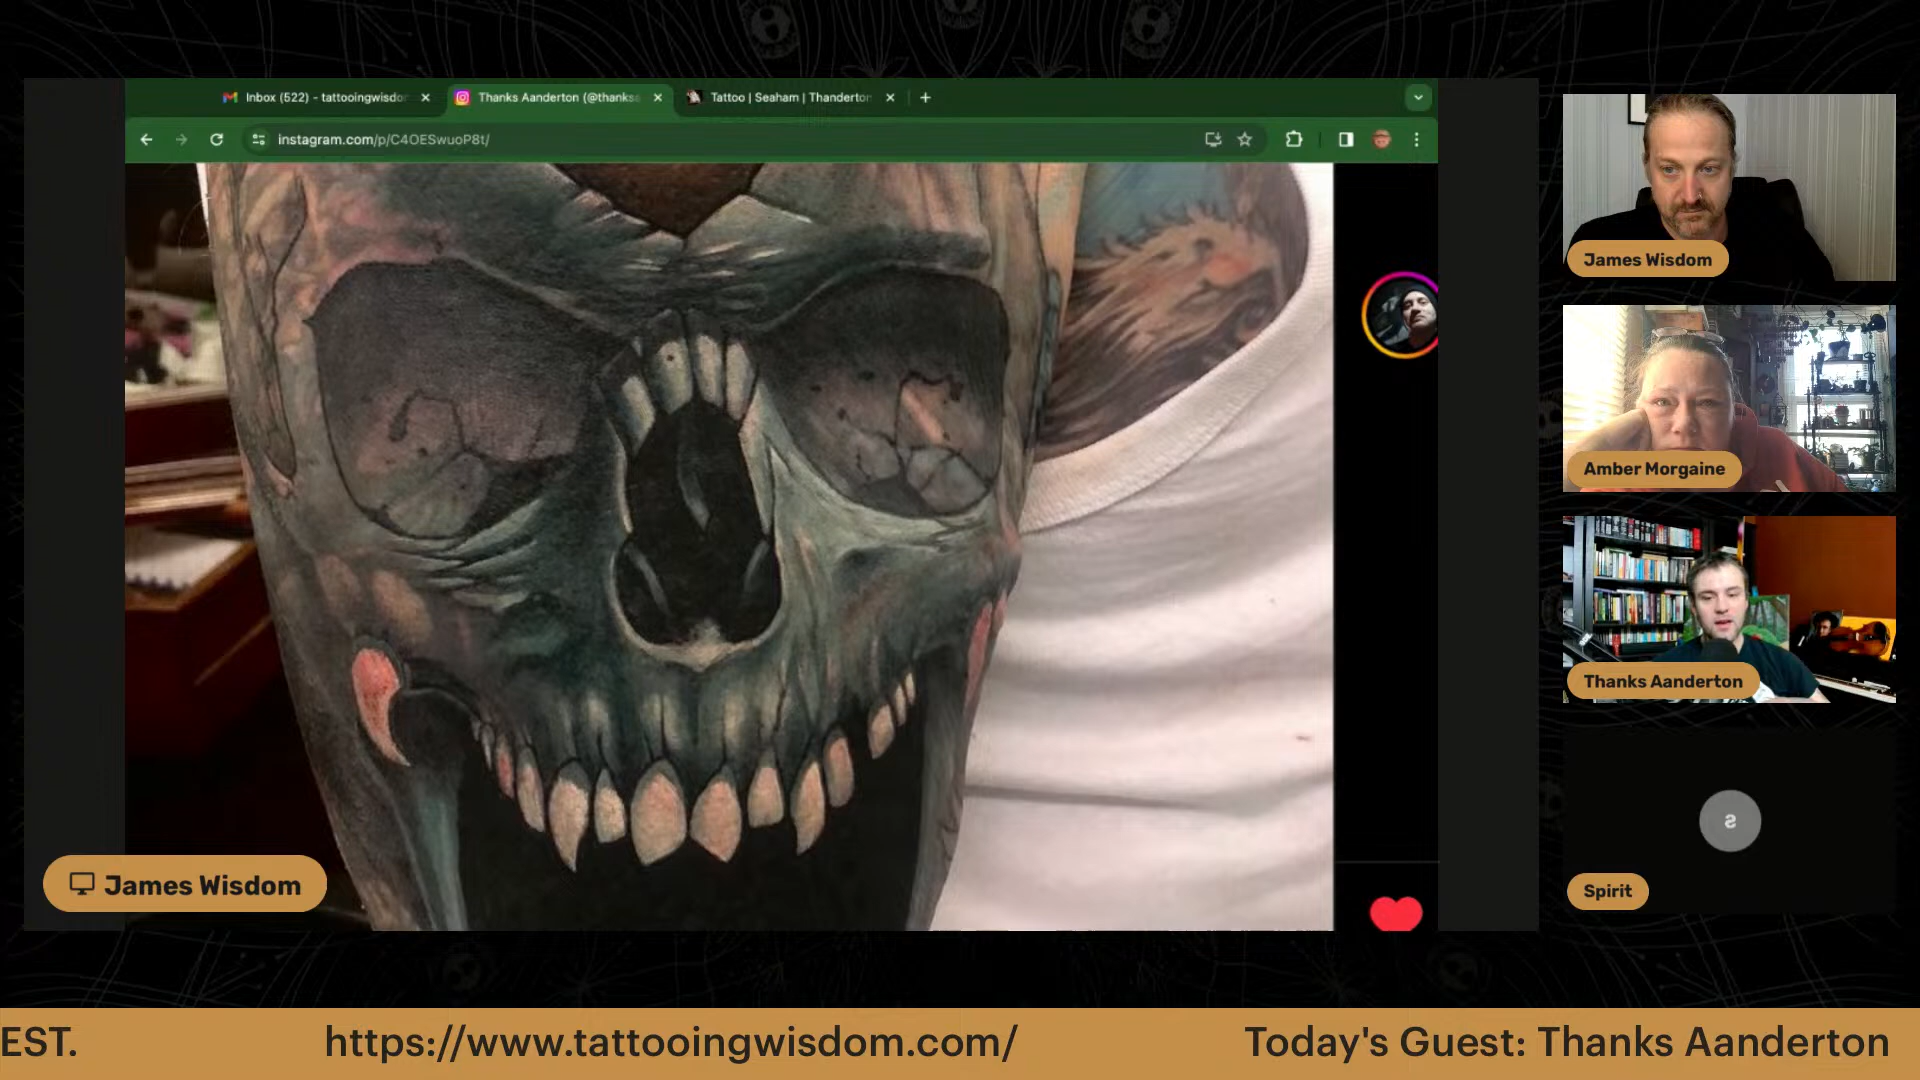 Inbox (522) - tattooingwisdo
Thanks Aanderton (@thanks
Tattoo | Seaham | Thanderton
instagram.com/p/C4OESwuoP8t/
James Wisdom
Amber Morgaine
Thanks Aanderton
S
Spirit
James Wisdom
EST.
https://www.tattooingwisdom.com/
Today's Guest: Thanks Aanderton